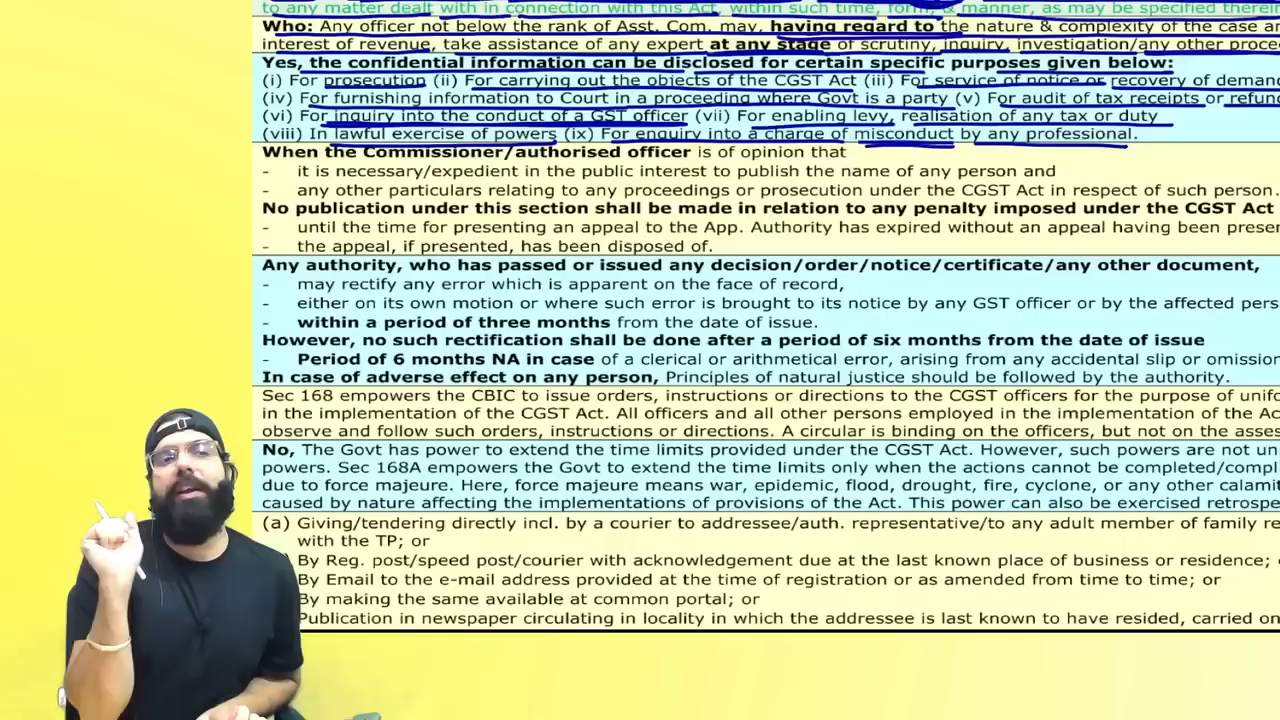 to any matter dealt with in connection with this Act, within such time, form, & manner, as may be specified therein
Who: Any officer not below the rank of Asst. Com. may, having regard to the nature & complexity of the case an
interest of revenue, take assistance of any expert at any stage of scrutiny, inquiry, investigation/any other proce
Yes, the confidential information can be disclosed for certain specific purposes given below:
(i) For prosecution (ii) For carrying out the objects of the CGST Act (iii) For service of notice or recovery of demand
(iv) For furnishing information to Court in a proceeding where Govt is a party (v) For audit of tax receipts or refun
(vi) For inquiry into the conduct of a GST officer (vii) For enabling levy, realisation of any tax or duty
(viii) In lawful exercise of powers (ix) For enquiry into a charge of misconduct by any professional.
When the Commissioner/authorised officer is of opinion that
- it is necessary/expedient in the public interest to publish the name of any person and
- any other particulars relating to any proceedings or prosecution under the CGST Act in respect of such person.
No publication under this section shall be made in relation to any penalty imposed under the CGST Act
- until the time for presenting an appeal to the App. Authority has expired without an appeal having been presen
- the appeal, if presented, has been disposed of.
Any authority, who has passed or issued any decision/order/notice/certificate/any other document,
- may rectify any error which is apparent on the face of record,
- either on its own motion or where such error is brought to its notice by any GST officer or by the affected pers
- within a period of three months from the date of issue.
However, no such rectification shall be done after a period of six months from the date of issue
- Period of 6 months NA in case of a clerical or arithmetical error, arising from any accidental slip or omission
In case of adverse effect on any person, Principles of natural justice should be followed by the authority.
Sec 168 empowers the CBIC to issue orders, instructions or directions to the CGST officers for the purpose of unifo
in the implementation of the CGST Act. All officers and all other persons employed in the implementation of the Ac
observe and follow such orders, instructions or directions. A circular is binding on the officers, but not on the asses
No, The Govt has power to extend the time limits provided under the CGST Act. However, such powers are not un
powers. Sec 168A empowers the Govt to extend the time limits only when the actions cannot be completed/compl
due to force majeure. Here, force majeure means war, epidemic, flood, drought, fire, cyclone, or any other calamit
caused by nature affecting the implementations of provisions of the Act. This power can also be exercised retrospe
(a) Giving/tendering directly incl. by a courier to addressee/auth. representative/to any adult member of family re
with the TP; or
By Reg. post/speed post/courier with acknowledgement due at the last known place of business or residence;
By Email to the e-mail address provided at the time of registration or as amended from time to time; or
By making the same available at common portal; or
Publication in newspaper circulating in locality in which the addressee is last known to have resided, carried on